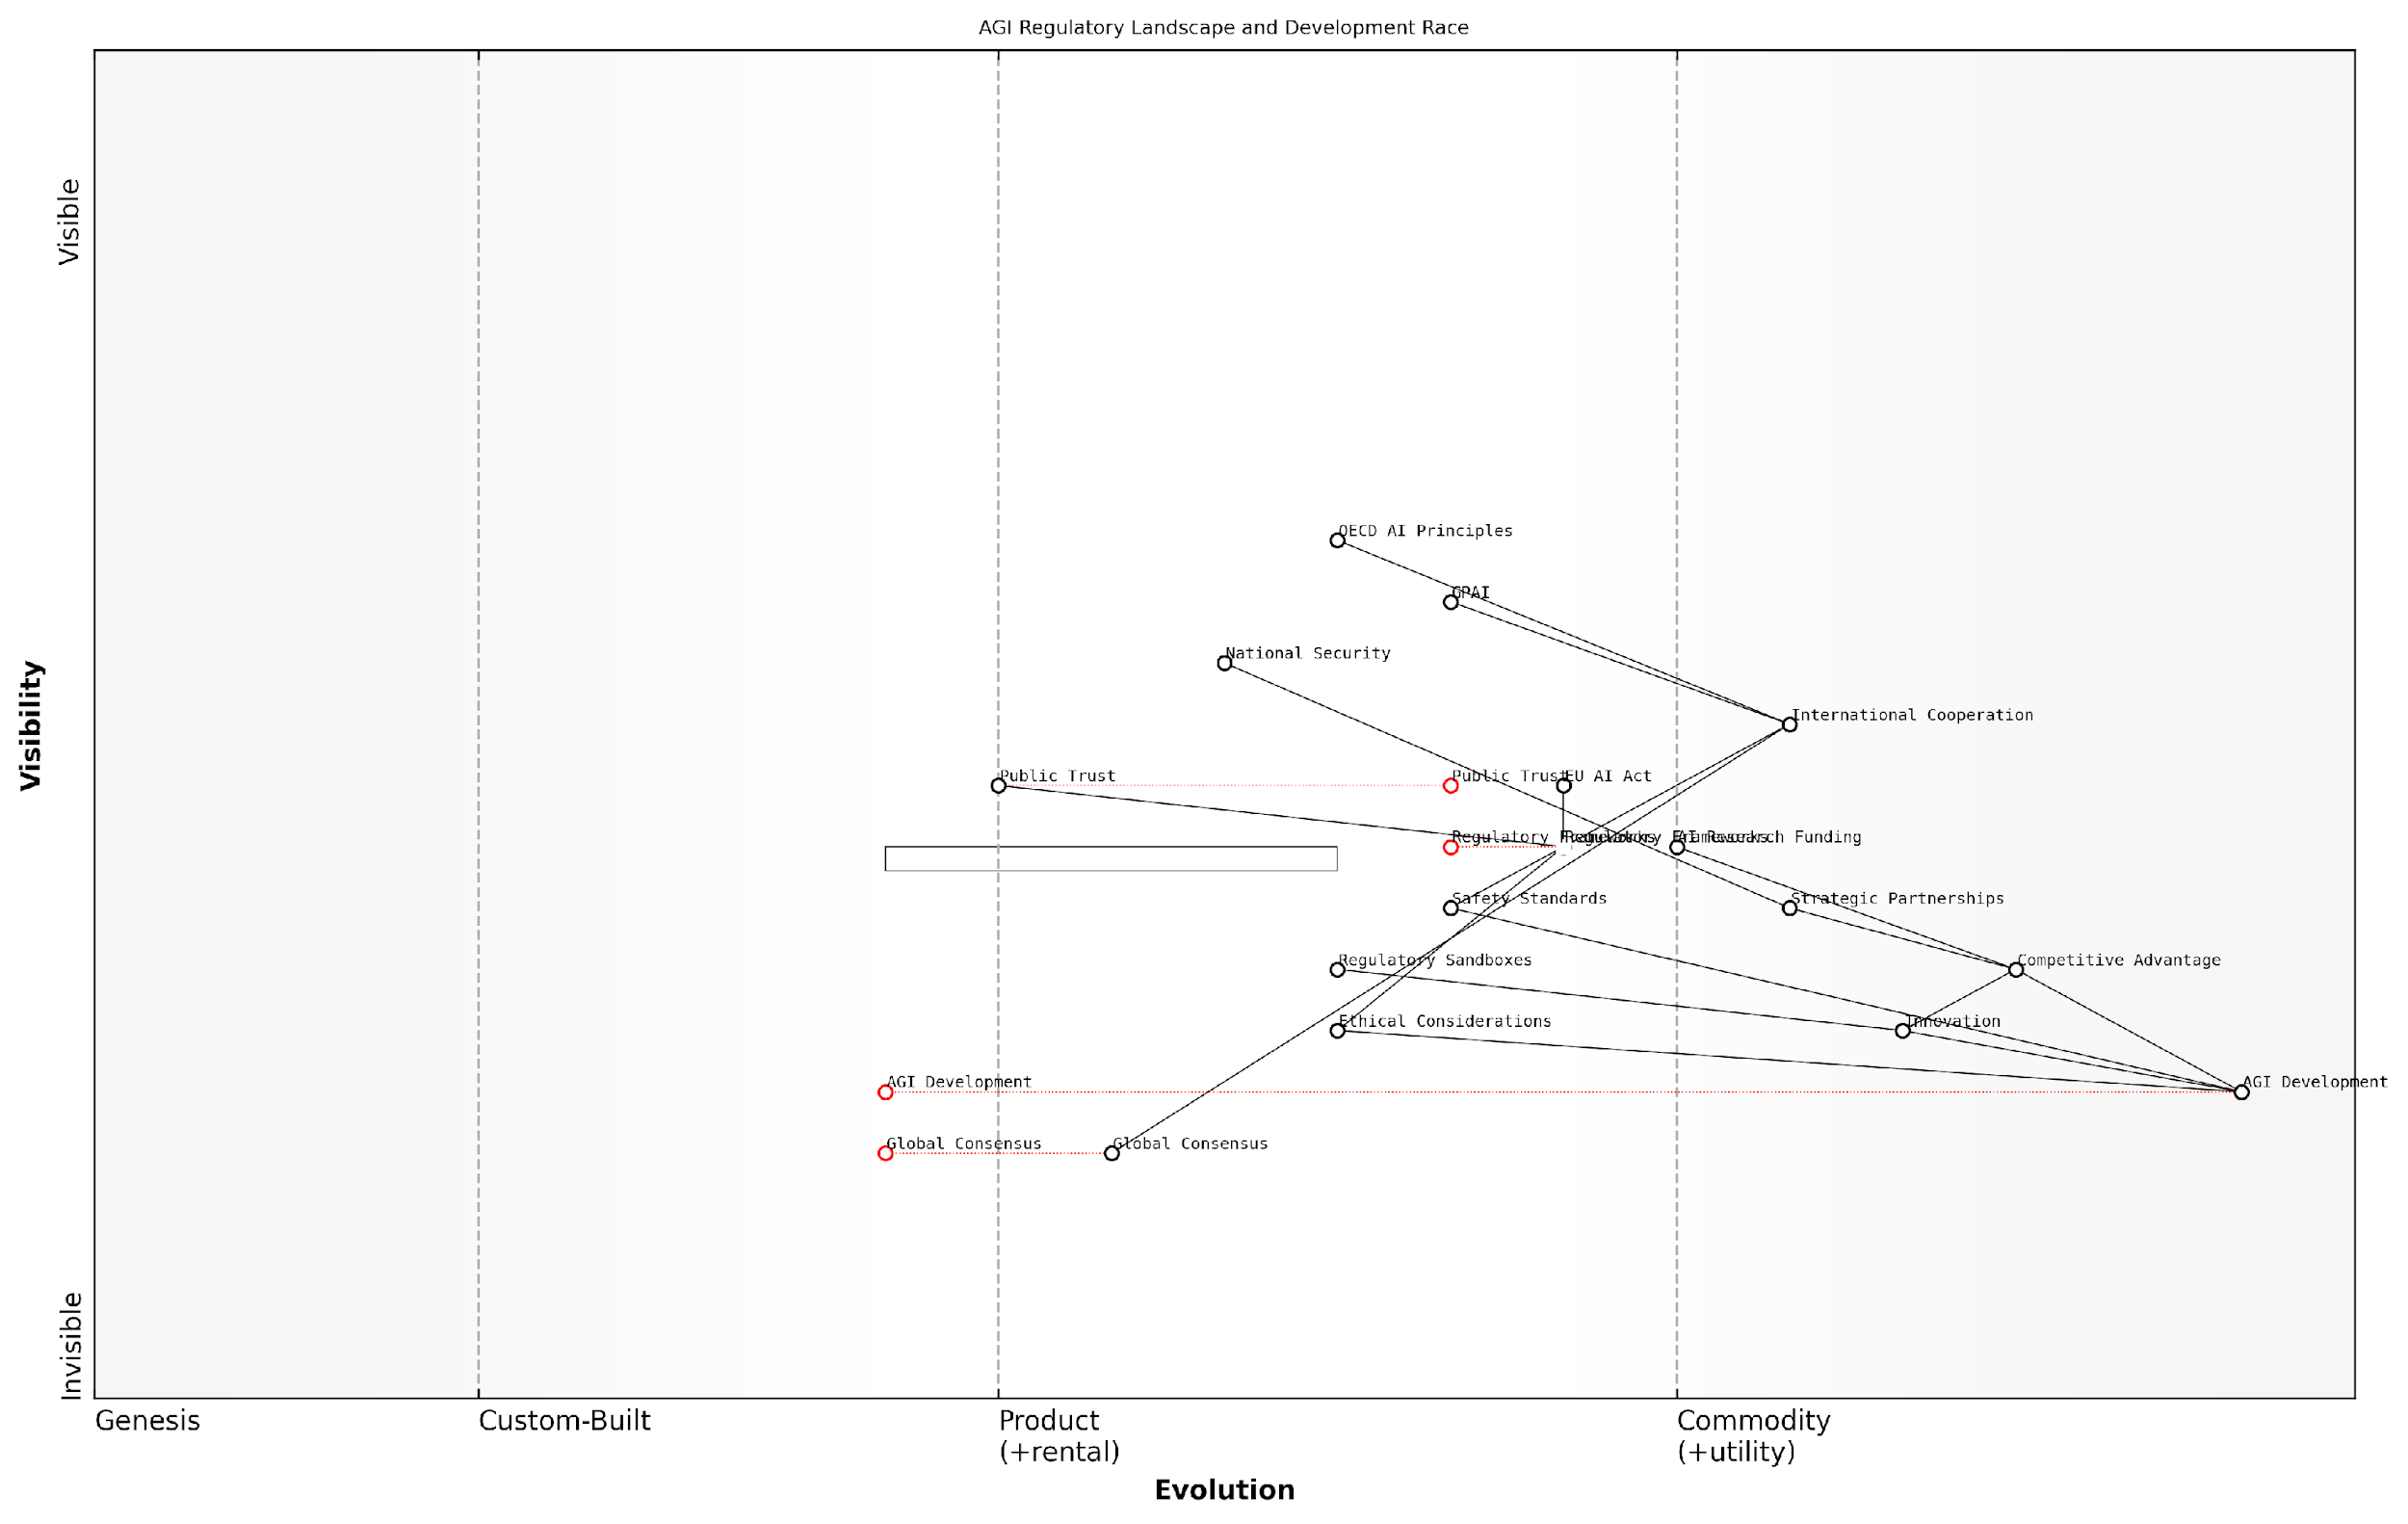 AGI Regulatory Landscape and Development Race
Visible
OECD AI Principles
GPAI
National Security
International Cooperation
Public Trust
Public Trust
EU AI Act
Regulatory Frameworks
Regulatory Frameworks
AI Research Funding
Safety Standards
Strategic Partnerships
Regulatory Sandboxes
Competitive Advantage
Ethical Considerations
Innovation
AGI Development
AGI Development
Global Consensus
Global Consensus
Visibility
Invisible
Genesis
Custom-Built
Product
(+rental)
Commodity
(+utility)
Evolution